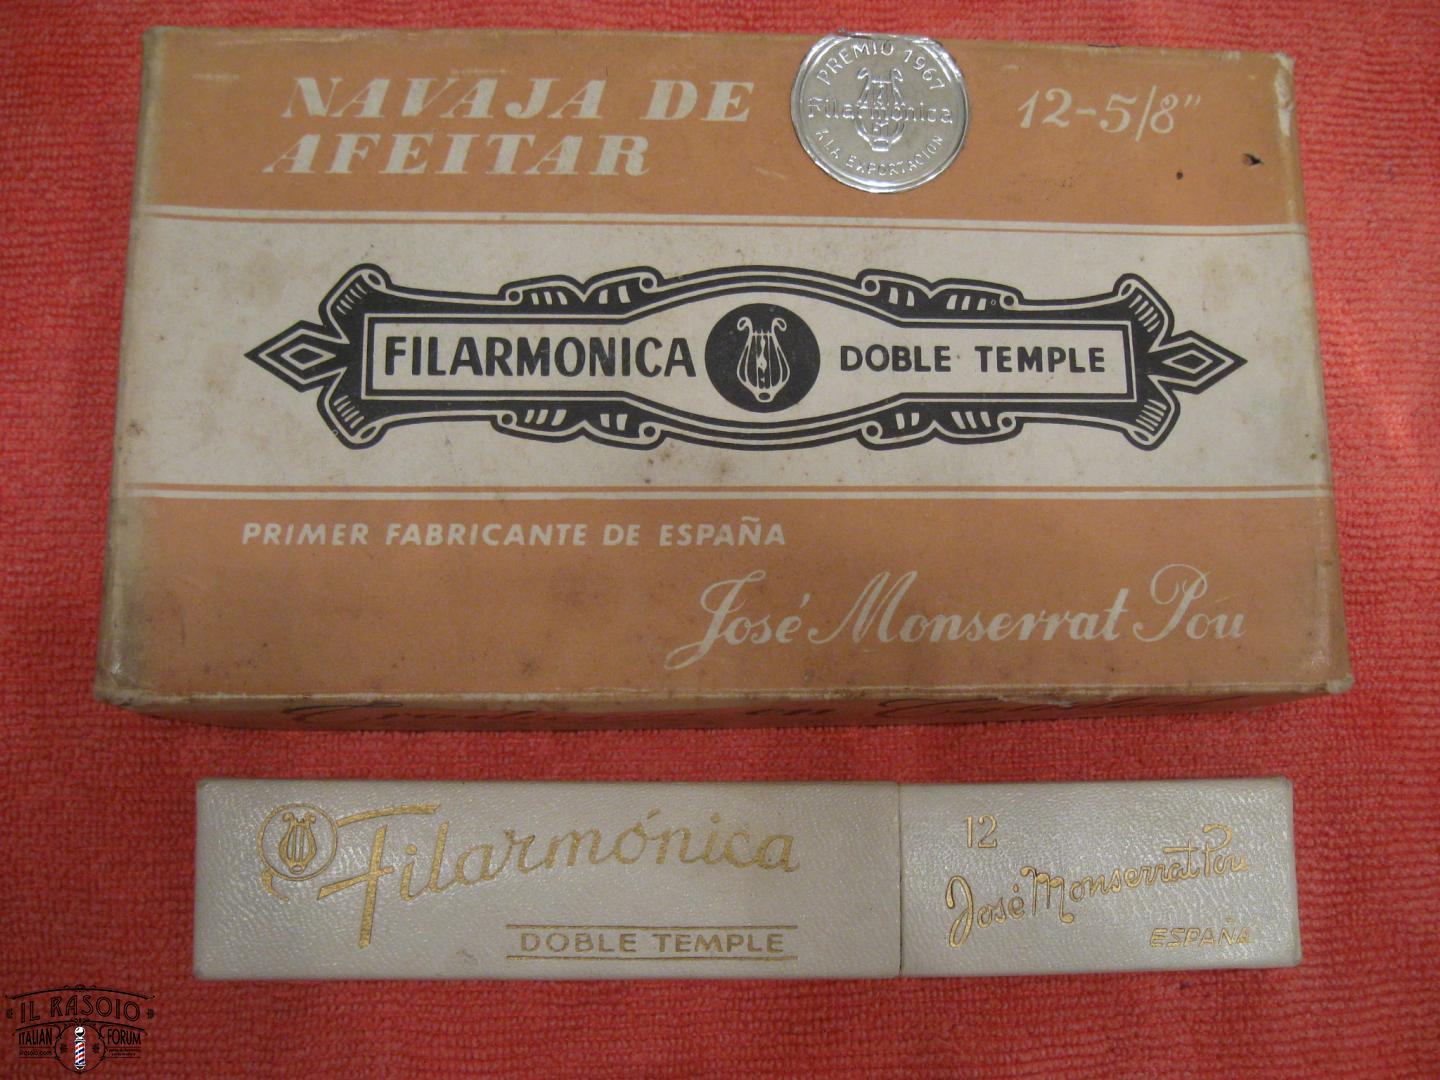 NAVAJA DE
AFEITAR
PREMIO 1967
Filarmónica
A LA EXPORTACION
12-5/8"
FILARMONICA
DOBLE TEMPLE
PRIMER FABRICANTE DE ESPAÑA
José Monserrat Pou
Filarmónica
DOBLE TEMPLE
12
José Monserrat Pou
ESPAÑA
IL RASOIO
ITALIAN FORUM